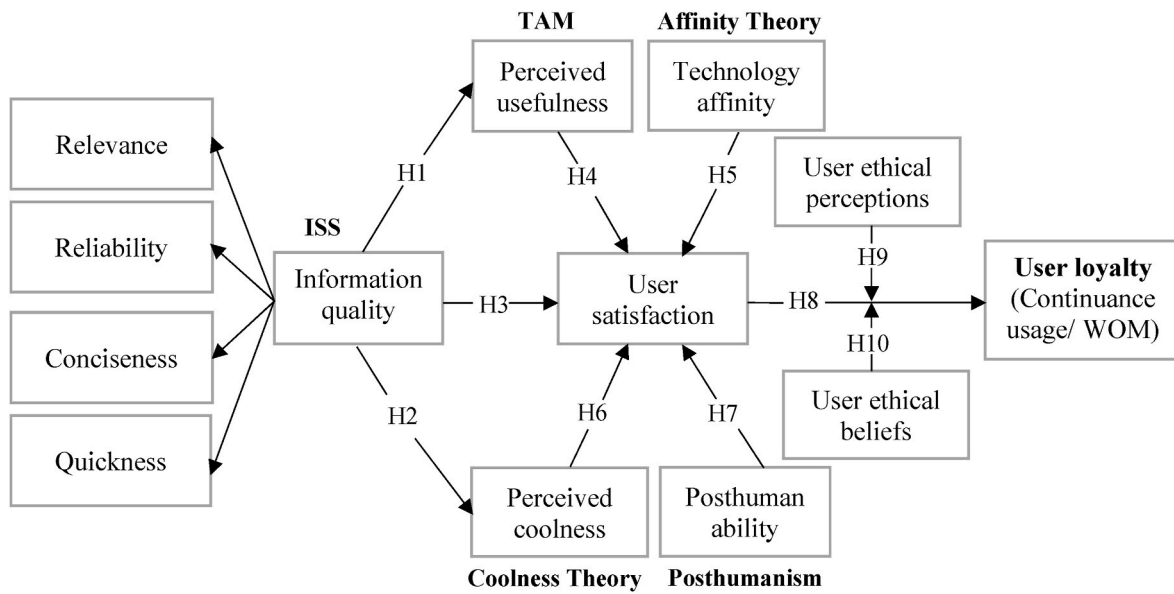 TAM
Affinity Theory
Perceived
usefulness
Technology
affinity
Relevance
H1
H4
H5
User ethical
perceptions
Reliability
ISS
H9
Information
quality
H3
User
satisfaction
H8
User loyalty
(Continuance
usage/ WOM)
Conciseness
H10
H2
H6
H7
User ethical
beliefs
Quickness
Perceived
coolness
Posthuman
ability
Coolness Theory
Posthumanism